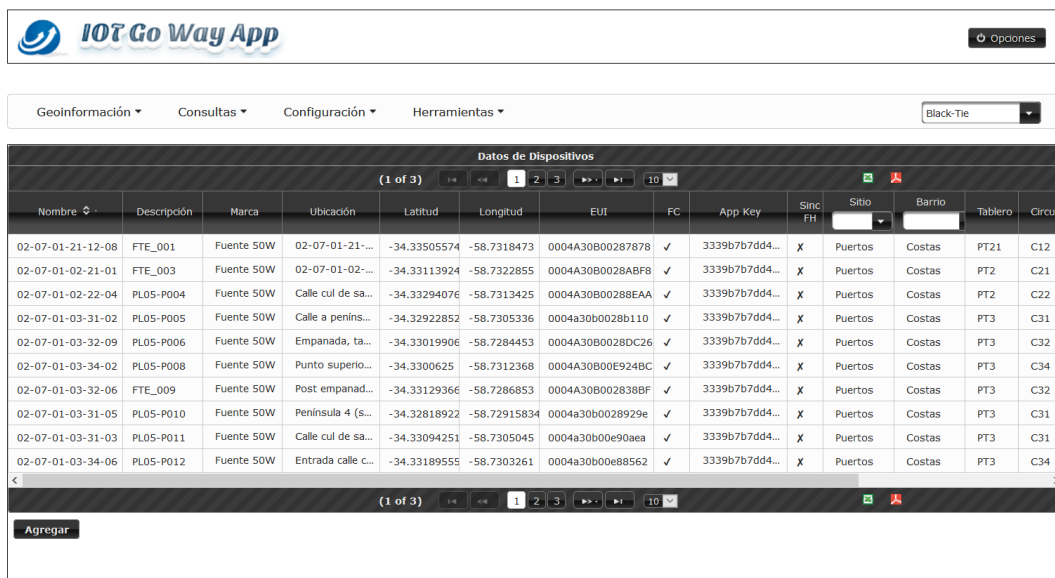 IOT Go Way App
Opciones
Geoinformación Consultas Configuración Herramientas Black-Tie
Datos de Dispositivos
(1 of 3) 1 2 3 10
Nombre Descripción Marca Ubicación Latitud Longitud EUI FC App Key Sinc FH Sitio Barrio Tablero Circu
02-07-01-21-12-08 FTE_001 Fuente 50W 02-07-01-21-... -34.33505574 -58.7318473 0004A30B00287878 ✓ 3339b7b7dd4... ✗ Puertos Costas PT21 C12
02-07-01-02-21-01 FTE_003 Fuente 50W 02-07-01-02-... -34.33113924 -58.7322855 0004A30B0028ABF8 ✓ 3339b7b7dd4... ✗ Puertos Costas PT2 C21
02-07-01-02-22-04 PL05-P004 Fuente 50W Calle cul de sa... -34.33294076 -58.7313425 0004A30B00288EAA ✓ 3339b7b7dd4... ✗ Puertos Costas PT2 C22
02-07-01-03-31-02 PL05-P005 Fuente 50W Calle a peníns... -34.32922852 -58.7305336 0004a30b0028b110 ✓ 3339b7b7dd4... ✗ Puertos Costas PT3 C31
02-07-01-03-32-09 PL05-P006 Fuente 50W Empanada, ta... -34.33019906 -58.7284453 0004A30B0028DC26 ✓ 3339b7b7dd4... ✗ Puertos Costas PT3 C32
02-07-01-03-34-02 PL05-P008 Fuente 50W Punto superio... -34.3300625 -58.7312368 0004A30B00E924BC ✓ 3339b7b7dd4... ✗ Puertos Costas PT3 C34
02-07-01-03-32-06 FTE_009 Fuente 50W Post empanad... -34.33129366 -58.7286853 0004A30B002838BF ✓ 3339b7b7dd4... ✗ Puertos Costas PT3 C32
02-07-01-03-31-05 PL05-P010 Fuente 50W Península 4 (s... -34.32818922 -58.72915834 0004a30b0028929e ✓ 3339b7b7dd4... ✗ Puertos Costas PT3 C31
02-07-01-03-31-03 PL05-P011 Fuente 50W Calle cul de sa... -34.33094251 -58.7305045 0004a30b00e90aea ✓ 3339b7b7dd4... ✗ Puertos Costas PT3 C31
02-07-01-03-34-06 PL05-P012 Fuente 50W Entrada calle c... -34.33189555 -58.7303261 0004a30b00e88562 ✓ 3339b7b7dd4... ✗ Puertos Costas PT3 C34
(1 of 3) 1 2 3 10
Agregar